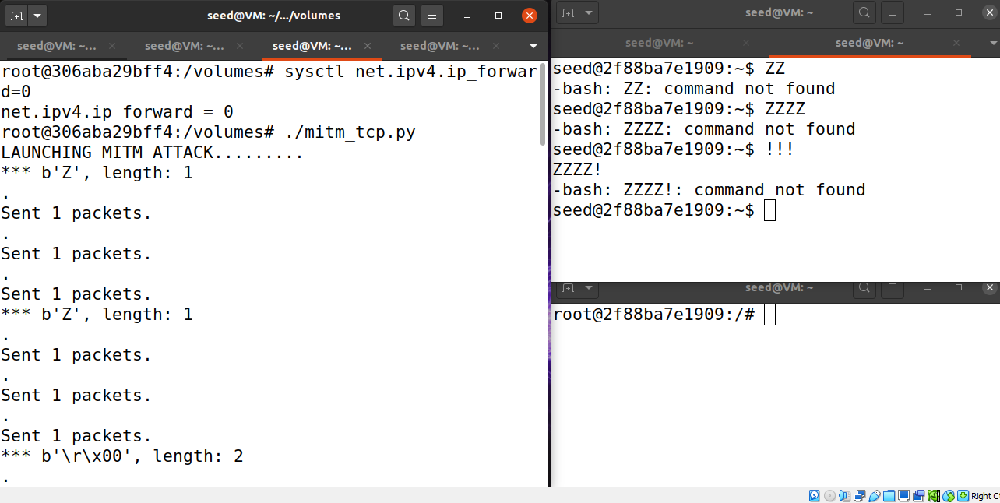 seed@VM: ~/.../volumes
seed@VM: ~...
seed@VM: ~...
seed@VM: ~...
seed@VM: ~...
root@306aba29bff4:/volumes# sysctl net.ipv4.ip_forwar
d=0
net.ipv4.ip_forward = 0
root@306aba29bff4:/volumes# ./mitm_tcp.py
LAUNCHING MITM ATTACK.........
*** b'Z', length: 1
.
Sent 1 packets.
.
Sent 1 packets.
.
Sent 1 packets.
*** b'Z', length: 1
.
Sent 1 packets.
.
Sent 1 packets.
.
Sent 1 packets.
*** b'\r\x00', length: 2
.
seed@VM: ~
seed@VM: ~
seed@VM: ~
seed@2f88ba7e1909:~$ ZZ
-bash: ZZ: command not found
seed@2f88ba7e1909:~$ ZZZZ
-bash: ZZZZ: command not found
seed@2f88ba7e1909:~$ !!!
ZZZZ!
-bash: ZZZZ!: command not found
seed@2f88ba7e1909:~$
seed@VM: ~
root@2f88ba7e1909:/#
Right C